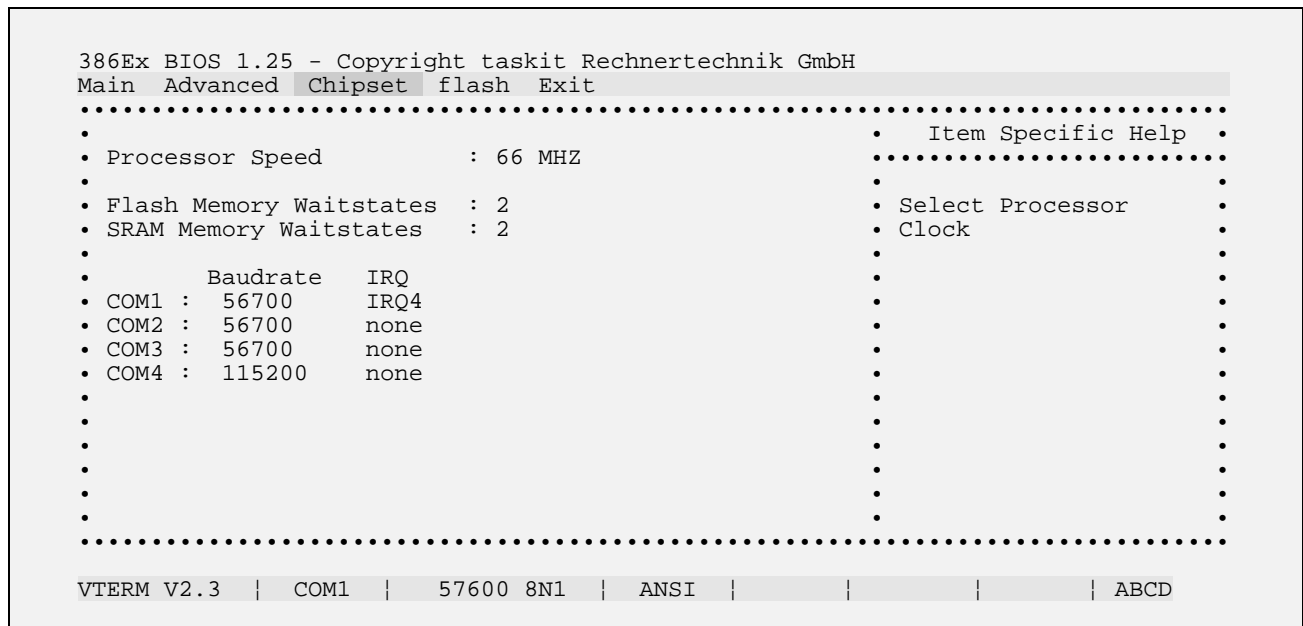 386Ex BIOS 1.25 - Copyright taskit Rechnertechnik GmbH
Main Advanced Chipset flash Exit
Item Specific Help
Processor Speed : 66 MHZ
Flash Memory Waitstates : 2
Select Processor
SRAM Memory Waitstates : 2
Clock
Baudrate IRQ
COM1 : 56700 IRQ4
COM2 : 56700 none
COM3 : 56700 none
COM4 : 115200 none
VTERM V2.3 ¦ COM1 ¦ 57600 8N1 ¦ ANSI ¦ ¦ ¦ ¦ ABCD